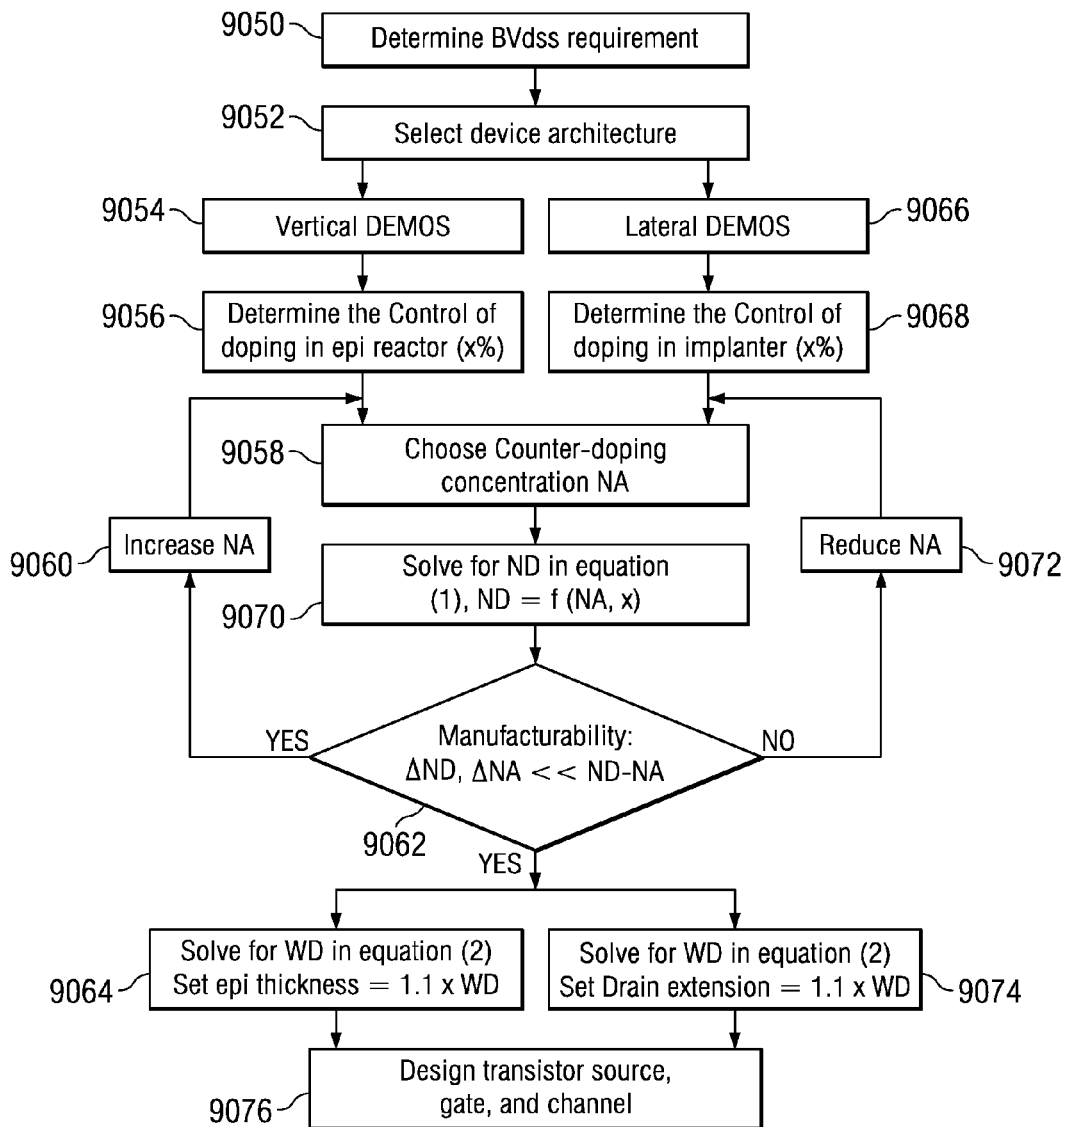 9050
Determine BVdss requirement
9052
Select device architecture
9054
Vertical DEMOS
Lateral DEMOS
9066
9056
Determine the Control of
doping in epi reactor (x%)
Determine the Control of
doping in implanter (x%)
9068
9058
Choose Counter-doping
concentration NA
9060
Increase NA
Reduce NA
9072
9070
Solve for ND in equation
(1), ND = f (NA, x)
YES
Manufacturability:
ΔND, ΔNA << ND-NA
NO
9062
YES
9064
Solve for WD in equation (2)
Set epi thickness = 1.1 x WD
Solve for WD in equation (2)
Set Drain extension = 1.1 x WD
9074
9076
Design transistor source,
gate, and channel